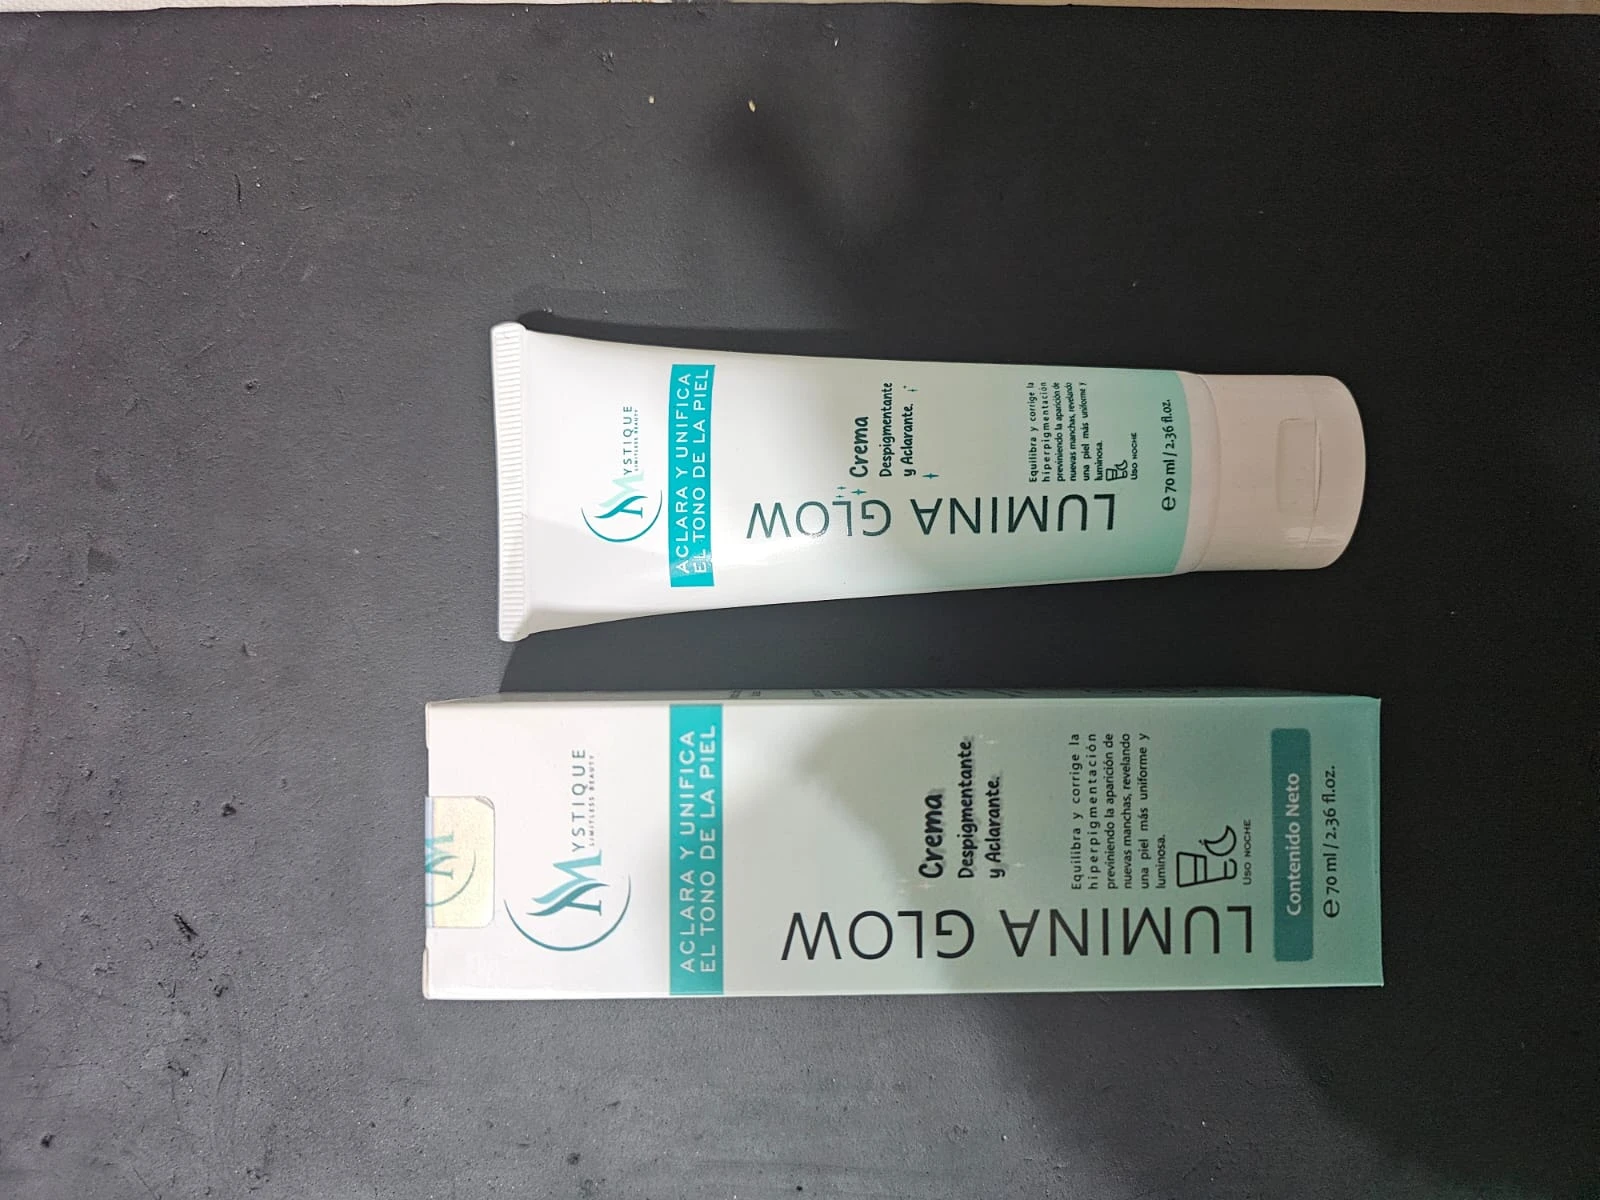 MYSTIQUE
LIMITLESS BEAUTY
ACLARA Y UNIFICA
EL TONO DE LA PIEL
LUMINA GLOW
Crema
Despigmentante
y Aclarante.
Equilibra y corrige la
hiperpigmentación
previniendo la aparición de
nuevas manchas, revelando
una piel más uniforme y
luminosa.
USO NOCHE
℮ 70 ml / 2.36 fl.oz.
M
MYSTIQUE
LIMITLESS BEAUTY
ACLARA Y UNIFICA
EL TONO DE LA PIEL
LUMINA GLOW
Crema
Despigmentante
y Aclarante.
Equilibra y corrige la
hiperpigmentación
previniendo la aparición de
nuevas manchas, revelando
una piel más uniforme y
luminosa.
USO NOCHE
Contenido Neto
℮ 70 ml / 2.36 fl.oz.